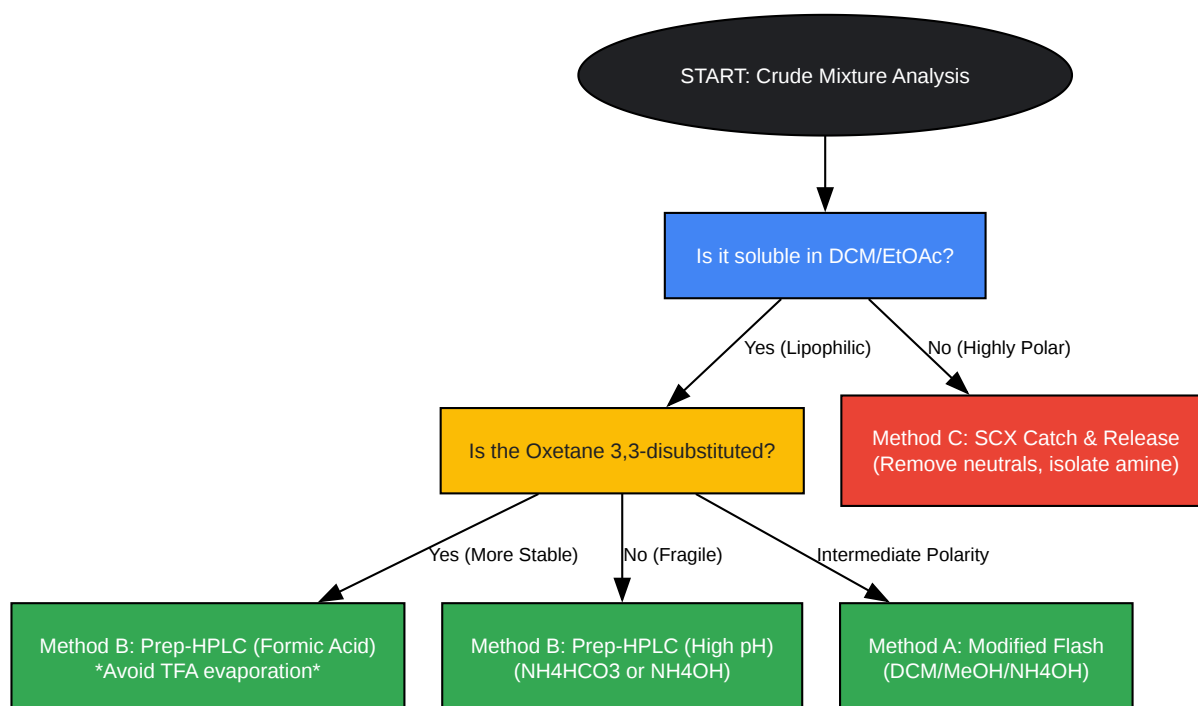 START: Crude Mixture Analysis
Is it soluble in DCM/EtOAc?
Yes (Lipophilic)
No (Highly Polar)
Is the Oxetane 3,3-disubstituted?
Method C: SCX Catch & Release
(Remove neutrals, isolate amine)
Yes (More Stable)
No (Fragile)
Intermediate Polarity
Method B: Prep-HPLC (Formic Acid)
*Avoid TFA evaporation*
Method B: Prep-HPLC (High pH)
(NH4HCO3 or NH4OH)
Method A: Modified Flash
(DCM/MeOH/NH4OH)